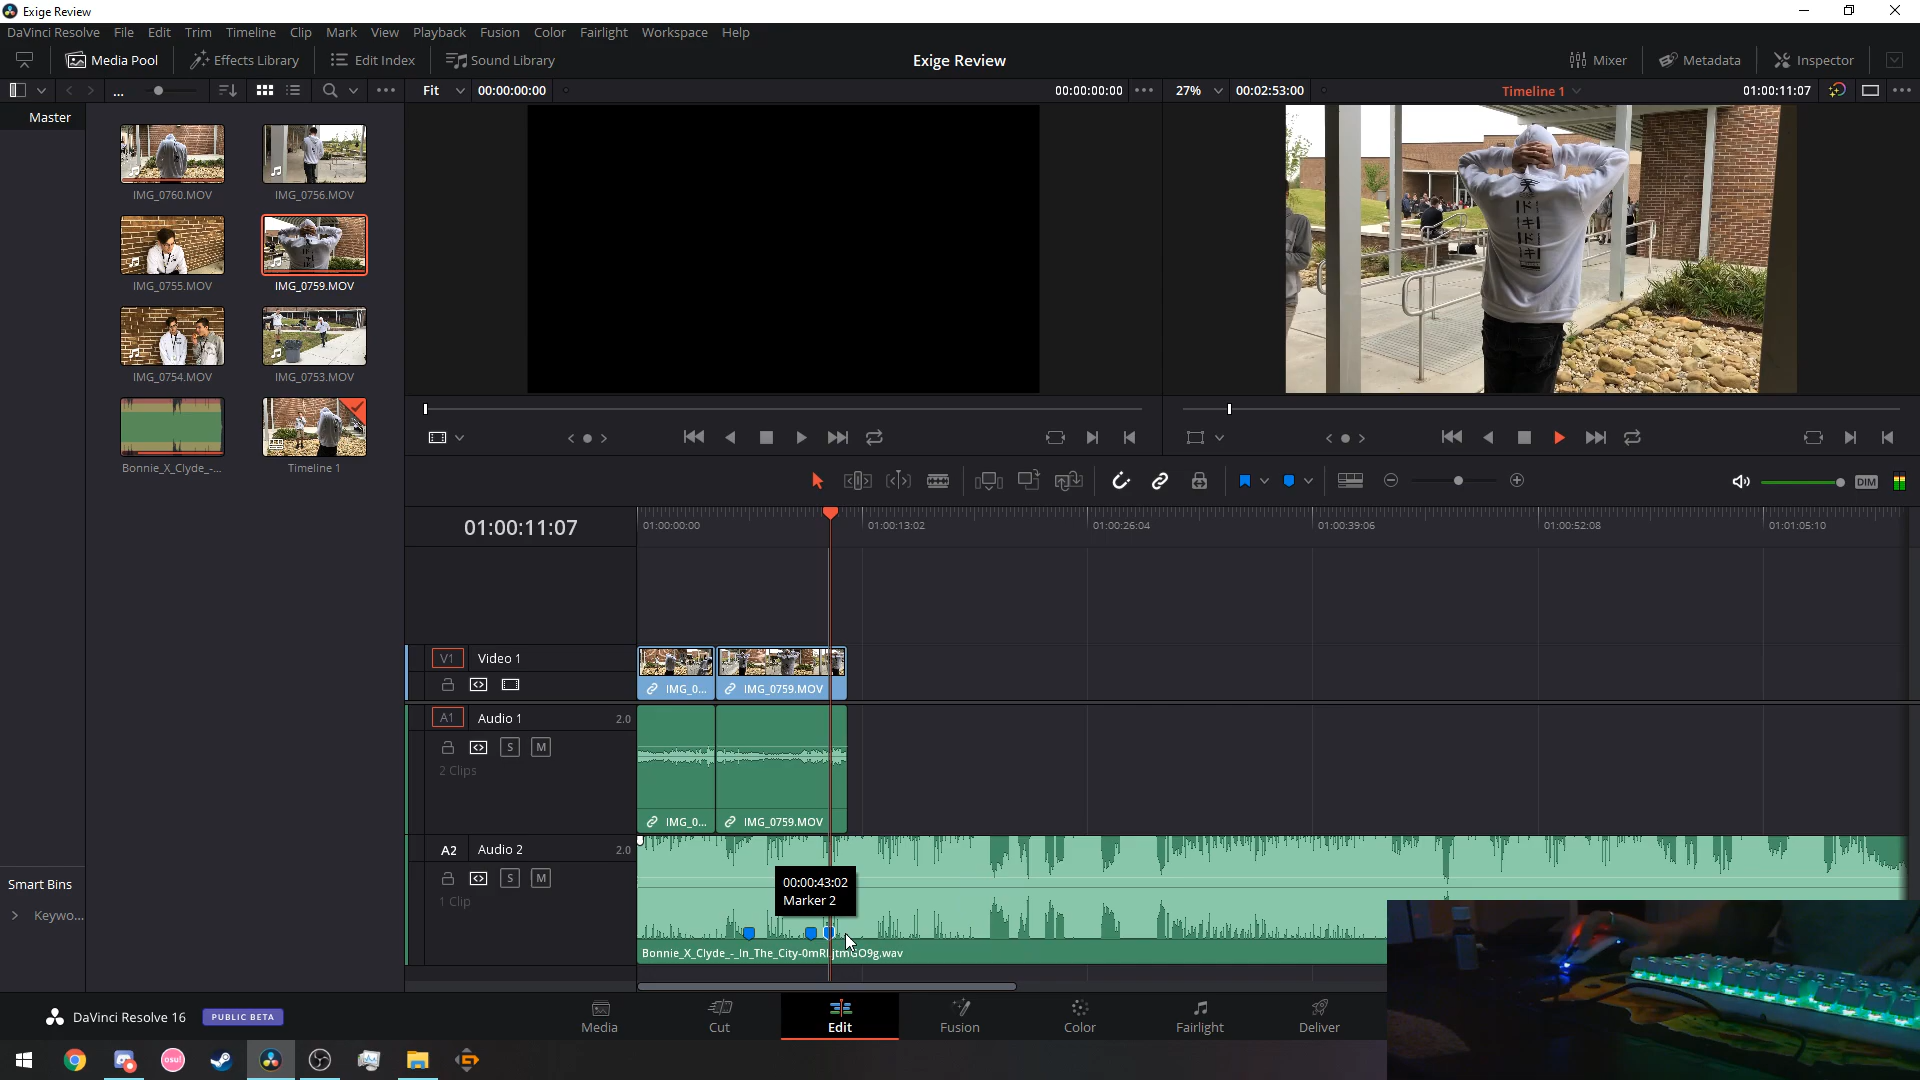 Exige Review
DaVinci Resolve File Edit Trim Timeline Clip Mark View Playback Fusion Color Fairlight Workspace Help
Media Pool Effects Library Edit Index Sound Library Exige Review Mixer Metadata Inspector
... Fit 00:00:00:00 00:00:00:00 27% 00:02:53:00 Timeline 1 01:00:11:07
Master
IMG_0760.MOV IMG_0756.MOV
IMG_0755.MOV IMG_0759.MOV
IMG_0754.MOV IMG_0753.MOV
Bonnie_X_Clyde_-... Timeline 1
ドキドキ
DIM
01:00:11:07 01:00:00:00 01:00:13:02 01:00:26:04 01:00:39:06 01:00:52:08 01:01:05:10
V1 Video 1
IMG_0... IMG_0759.MOV
A1 Audio 1 2.0
S M
2 Clips
IMG_0... IMG_0759.MOV
A2 Audio 2 2.0
S M
1 Clip
00:00:43:02
Marker 2
Smart Bins
Keywo...
DaVinci Resolve 16 PUBLIC BETA
Media Cut Edit Fusion Color Fairlight Deliver
osu!